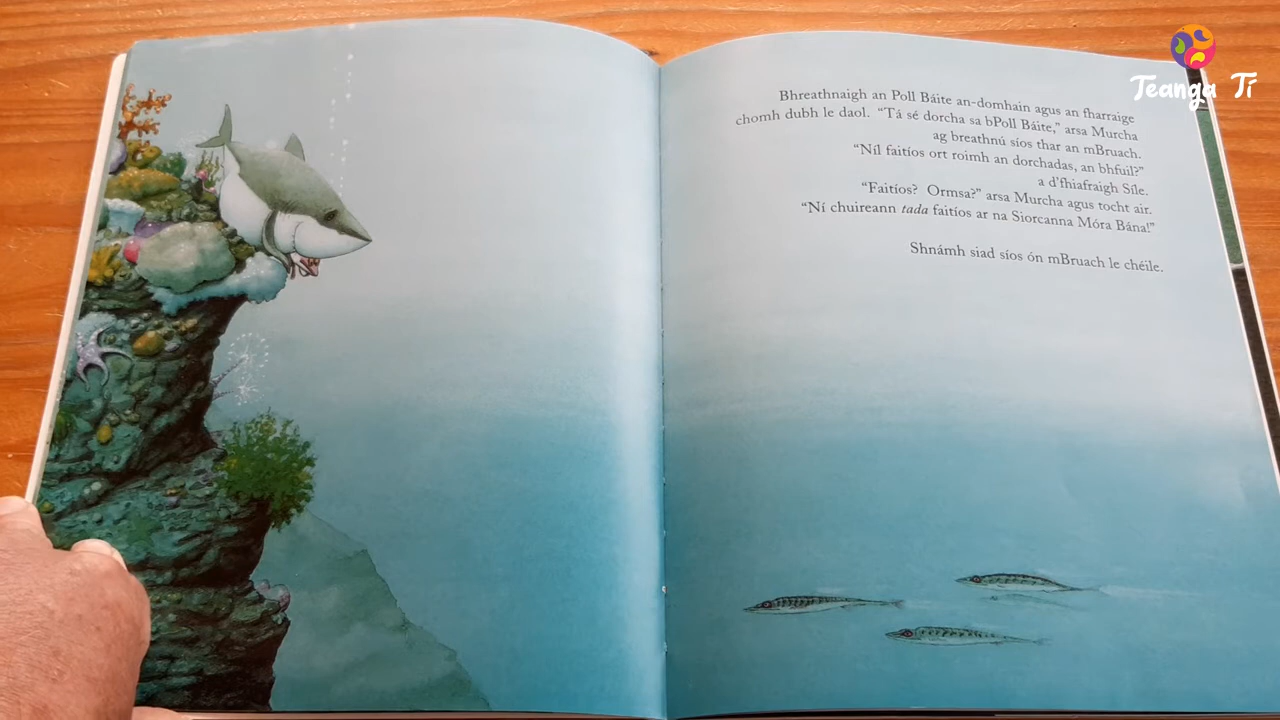 Teanga Tí
Bhreathnaigh an Poll Báite an-domhain agus an fharraige
chomh dubh le daol. “Tá sé dorcha sa bPoll Báite,” arsa Murcha
ag breathnú síos thar an mBruach.
“Níl faitíos ort roimh an dorchadas, an bhfuil?”
a d’fhiafraigh Síle.
“Faitíos? Ormsa?” arsa Murcha agus tocht air.
“Ní chuireann tada faitíos ar na Siorcanna Móra Bána!”
Shnámh siad síos ón mBruach le chéile.